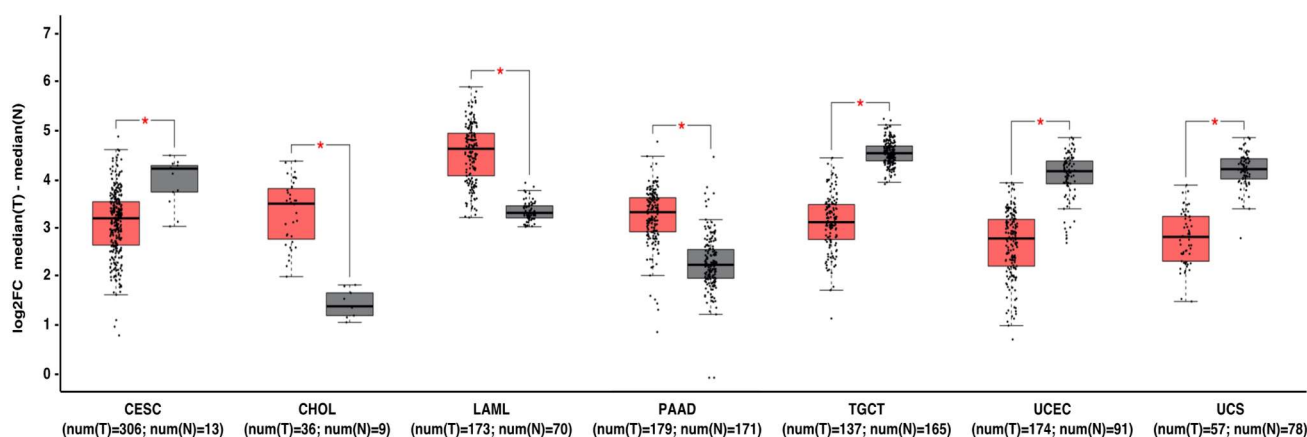 7
6
5
4
3
2
1
0
log2FC median(T) - median(N)
*
*
*
*
*
*
*
CESC
(num(T)=306; num(N)=13)
CHOL
(num(T)=36; num(N)=9)
LAML
(num(T)=173; num(N)=70)
PAAD
(num(T)=179; num(N)=171)
TGCT
(num(T)=137; num(N)=165)
UCEC
(num(T)=174; num(N)=91)
UCS
(num(T)=57; num(N)=78)